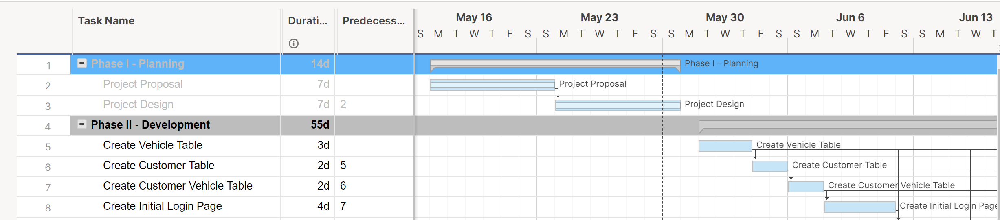 Task Name Durati... Predecess... May 16 May 23 May 30 Jun 6 Jun 13
S M T W T F S S M T W T F S S M T W T F S S M T W T F S S M T W T
1 Phase I - Planning 14d Phase I - Planning
2 Project Proposal 7d Project Proposal
3 Project Design 7d 2 Project Design
4 Phase II - Development 55d
5 Create Vehicle Table 3d Create Vehicle Table
6 Create Customer Table 2d 5 Create Customer Table
7 Create Customer Vehicle Table 2d 6 Create Customer Vehicle Table
8 Create Initial Login Page 4d 7 Create Initial Login Page